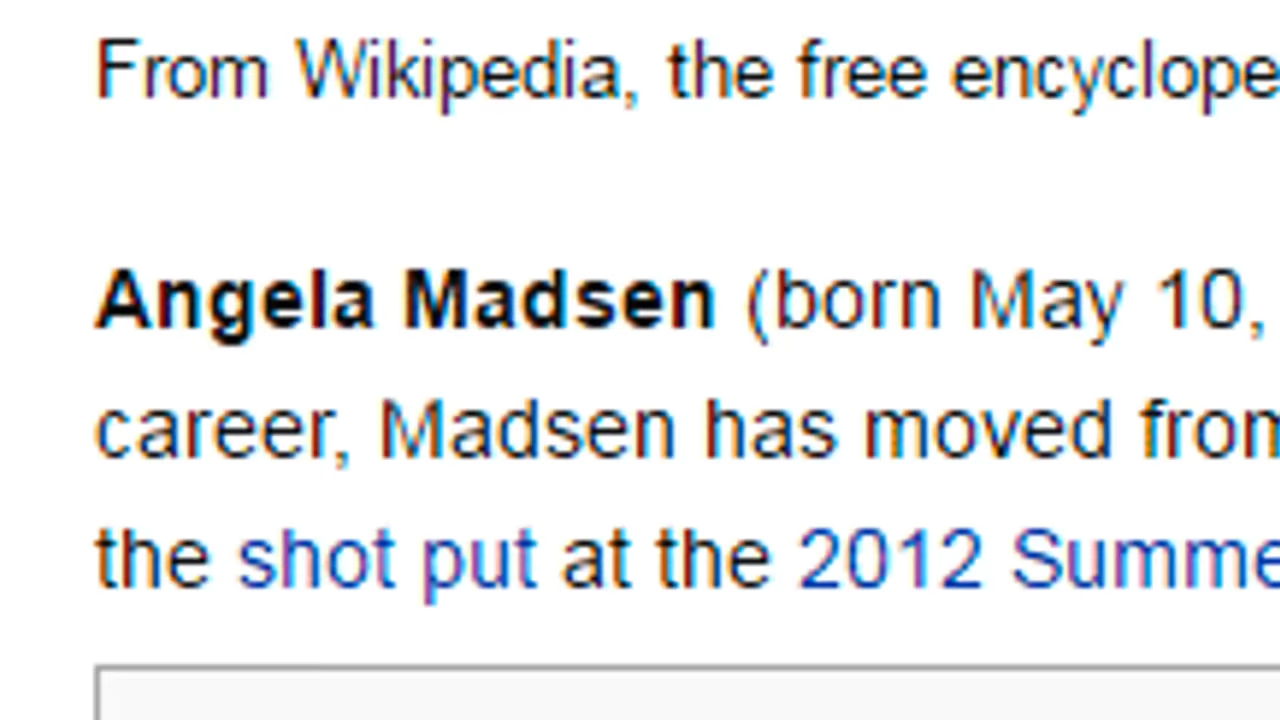 From Wikipedia, the free encyclope
Angela Madsen (born May 10,
career, Madsen has moved from
the shot put at the 2012 Summe